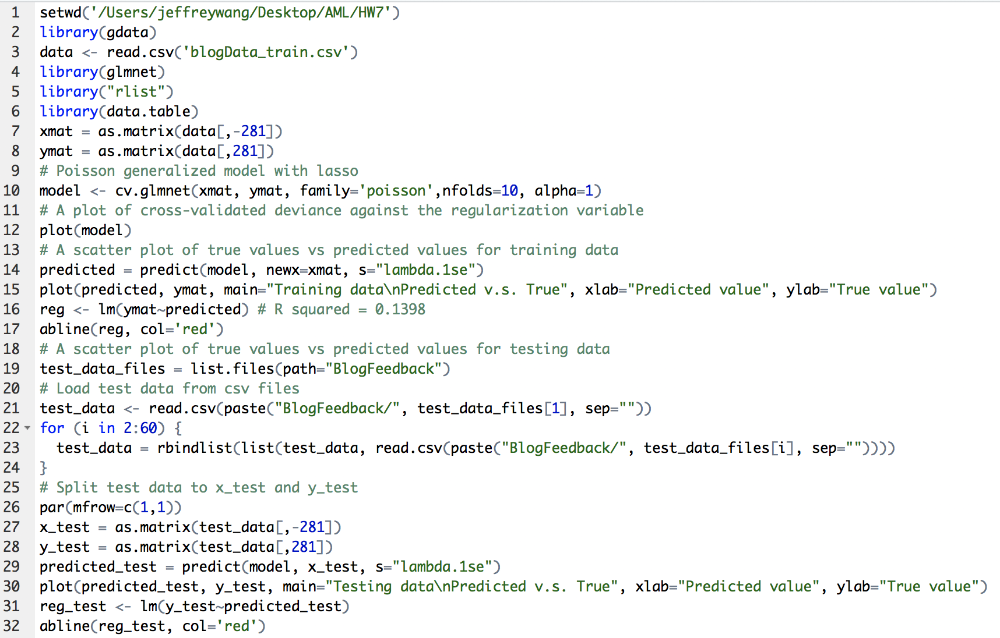 1 setwd('/Users/jeffreywang/Desktop/AML/HW7')
2 library(gdata)
3 data <- read.csv('blogData_train.csv')
4 library(glmnet)
5 library("rlist")
6 library(data.table)
7 xmat = as.matrix(data[,-281])
8 ymat = as.matrix(data[,281])
9 # Poisson generalized model with lasso
10 model <- cv.glmnet(xmat, ymat, family='poisson',nfolds=10, alpha=1)
11 # A plot of cross-validated deviance against the regularization variable
12 plot(model)
13 # A scatter plot of true values vs predicted values for training data
14 predicted = predict(model, newx=xmat, s="lambda.1se")
15 plot(predicted, ymat, main="Training data\nPredicted v.s. True", xlab="Predicted value", ylab="True value")
16 reg <- lm(ymat~predicted) # R squared = 0.1398
17 abline(reg, col='red')
18 # A scatter plot of true values vs predicted values for testing data
19 test_data_files = list.files(path="BlogFeedback")
20 # Load test data from csv files
21 test_data <- read.csv(paste("BlogFeedback/", test_data_files[1], sep=""))
22 for (i in 2:60) {
23   test_data = rbindlist(list(test_data, read.csv(paste("BlogFeedback/", test_data_files[i], sep=""))))
24 }
25 # Split test data to x_test and y_test
26 par(mfrow=c(1,1))
27 x_test = as.matrix(test_data[,-281])
28 y_test = as.matrix(test_data[,281])
29 predicted_test = predict(model, x_test, s="lambda.1se")
30 plot(predicted_test, y_test, main="Testing data\nPredicted v.s. True", xlab="Predicted value", ylab="True value")
31 reg_test <- lm(y_test~predicted_test)
32 abline(reg_test, col='red')